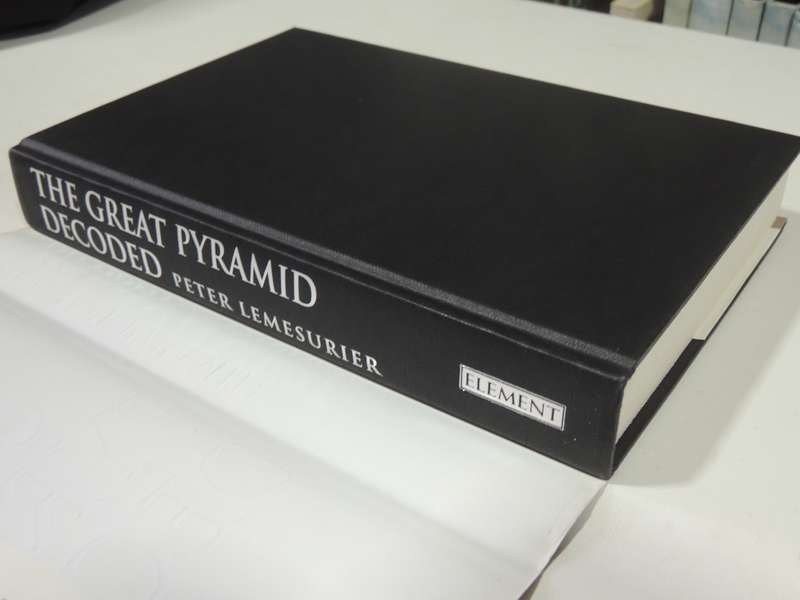 THE GREAT PYRAMID
DECODED PETER LEMESURIER
ELEMENT